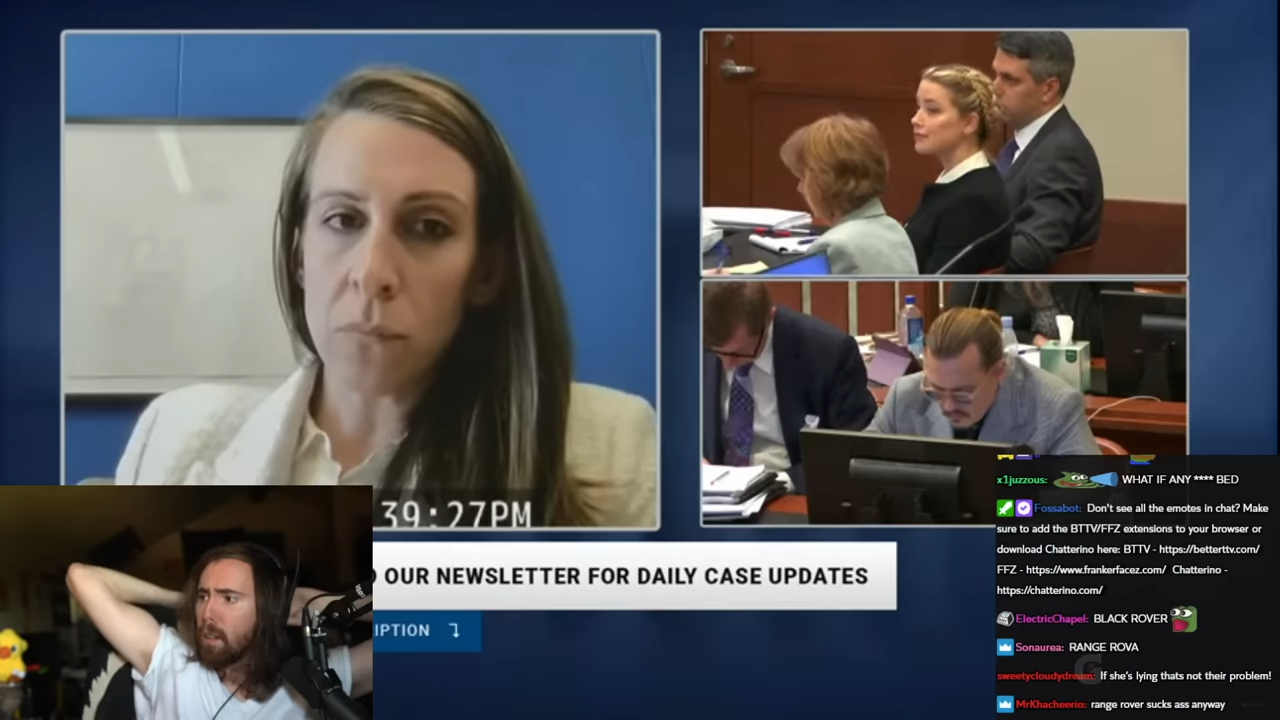 39:27PM
OUR NEWSLETTER FOR DAILY CASE UPDATES
x1juzzous: WHAT IF ANY **** BED
Fossabot: Don't see all the emotes in chat? Make
sure to add the BTTV/FFZ extensions to your browser or
download Chatterino here: BTTV - https://betterttv.com/
FFZ - https://www.frankerfacez.com/ Chatterino -
https://chatterino.com/
ElectricChapel: BLACK ROVER
Sonaurea: RANGE ROVA
sweetycloudydream: If she's lying thats not their problem!
MrKhacheerio: range rover sucks ass anyway